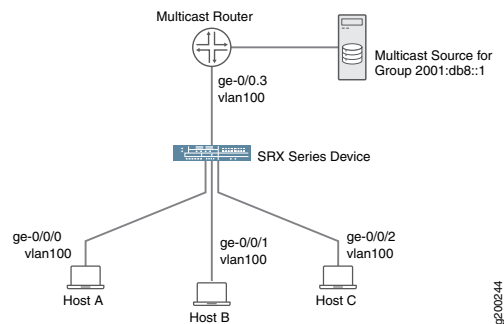 Multicast Router
Multicast Source for
Group 2001:db8::1
ge-0/0.3
vlan100
SRX Series Device
ge-0/0/0
vlan100
ge-0/0/1
vlan100
ge-0/0/2
vlan100
Host A
Host B
Host C
g200244